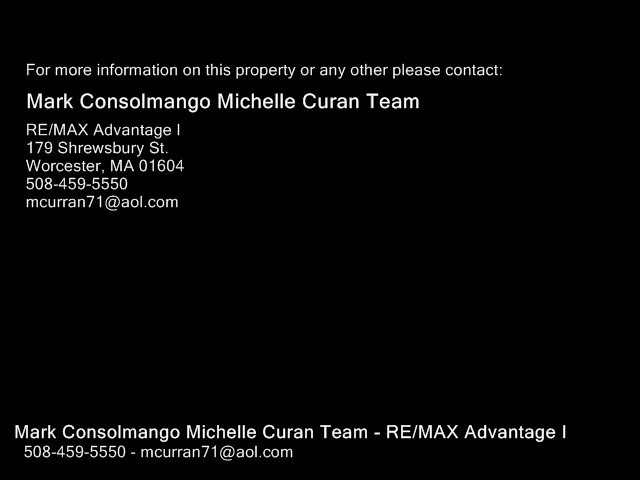 For more information on this property or any other please contact:
Mark Consolmango Michelle Curan Team
RE/MAX Advantage I
179 Shrewsbury St.
Worcester, MA 01604
508-459-5550
mcurran71@aol.com
Mark Consolmango Michelle Curan Team - RE/MAX Advantage I
508-459-5550 - mcurran71@aol.com